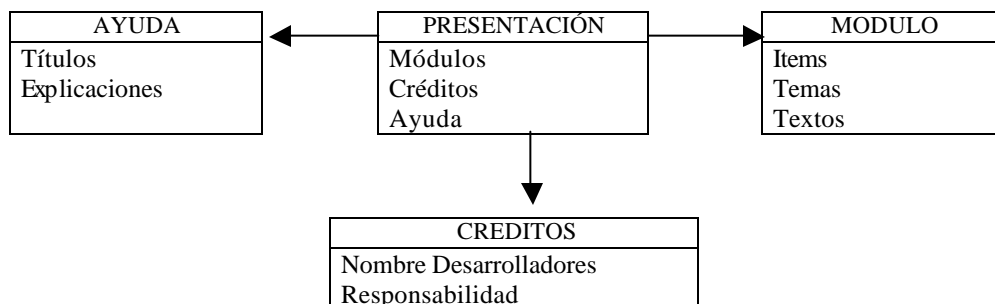 AYUDA
Títulos
Explicaciones
PRESENTACIÓN
Módulos
Créditos
Ayuda
MODULO
Items
Temas
Textos
CREDITOS
Nombre Desarrolladores
Responsabilidad